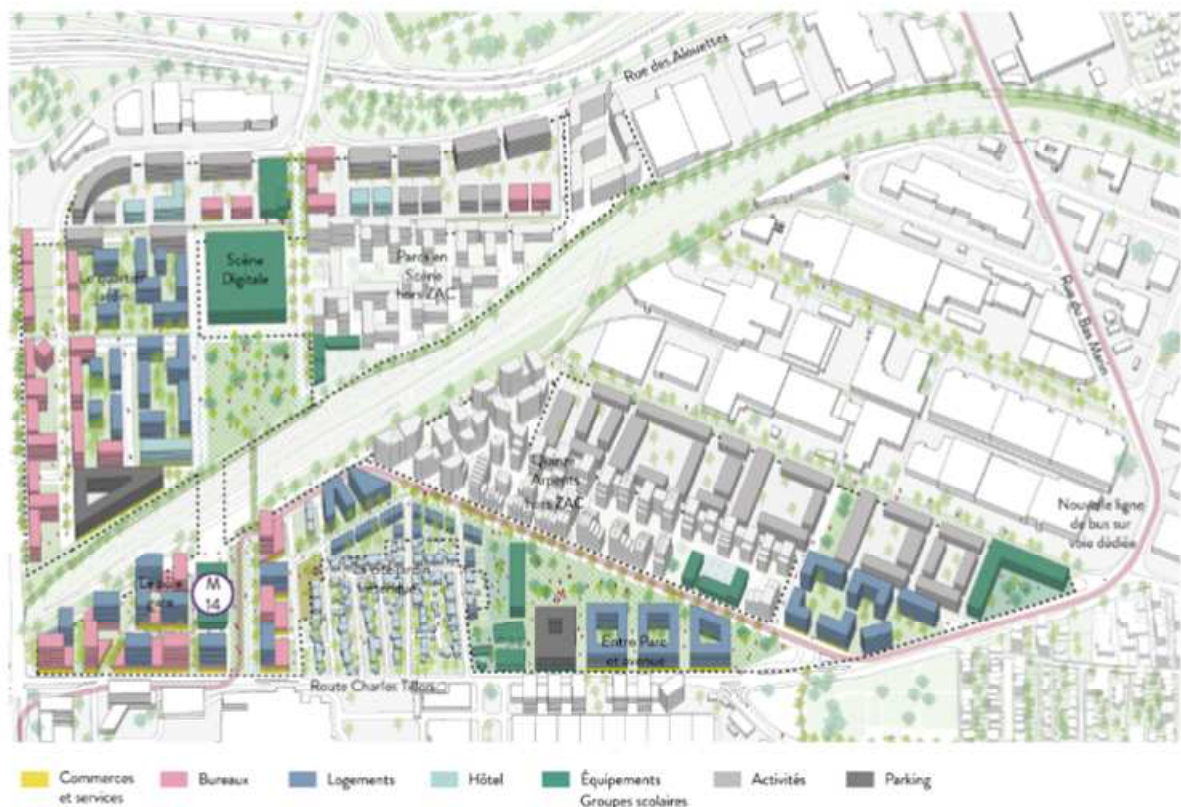 Rue des Alouettes
Scène
Digitale
Parcs en
Scène
hors ZAC
Rue du Bas Marin
Quinze
Arpents
hors ZAC
Nouvelle ligne
de bus sur
voie dédiée
M
14
Entre Parc
et avenue
Route Charles Tillon
Commerces
et services
Bureaux
Logements
Hôtel
Équipements
Groupes scolaires
Activités
Parking